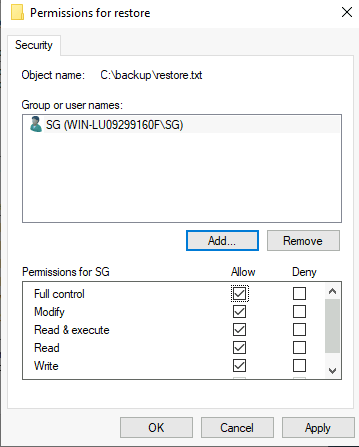 Permissions for restore
Security
Object name: C:\backup\restore.txt
Group or user names:
SG (WIN-LU09299160F\SG)
Add... Remove
Permissions for SG Allow Deny
Full control
Modify
Read & execute
Read
Write
OK Cancel Apply